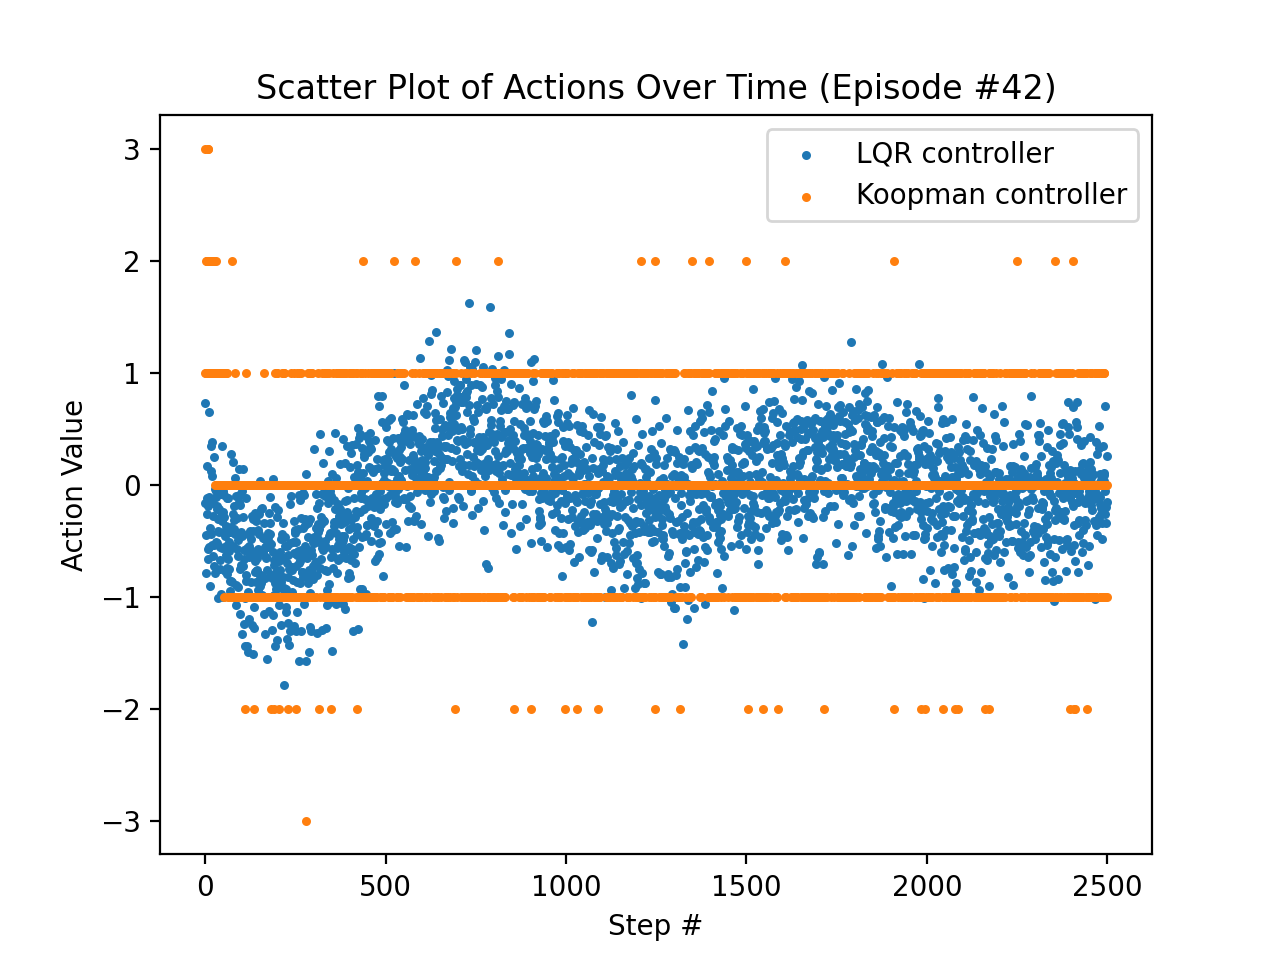 Scatter Plot of Actions Over Time (Episode #42)
LQR controller
Koopman controller
3
2
1
0
−1
−2
−3
Action Value
0 500 1000 1500 2000 2500
Step #